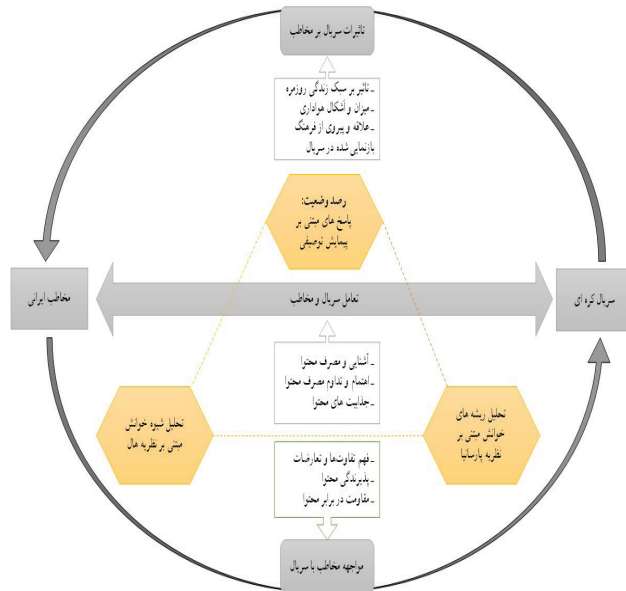 تاثیرات سریال بر مخاطب
ـ تاثیر بر سبک زندگی روزمره
ـ میزان و أشکال هواداری
ـ علاقه و پیروی از فرهنگ
بازنمایی شده در سریال
رصد وضعیت:
پاسخ های مبتنی بر
پیمایش توصیفی
سریال کره ای
تعامل سریال و مخاطب
مخاطب ایرانی
ـ آشنایی و مصرف محتوا
ـ اهتمام و تداوم مصرف محتوا
ـ جذابیت های محتوا
تحلیل ریشه های
خوانش مبتنی بر
نظریه پارسانیا
تحلیل شیوه خوانش
مبتنی بر نظریه هال
ـ فهم تفاوت‌ها و تعارضات
ـ پذیرندگی محتوا
ـ مقاومت در برابر محتوا
مواجهه مخاطب با سریال